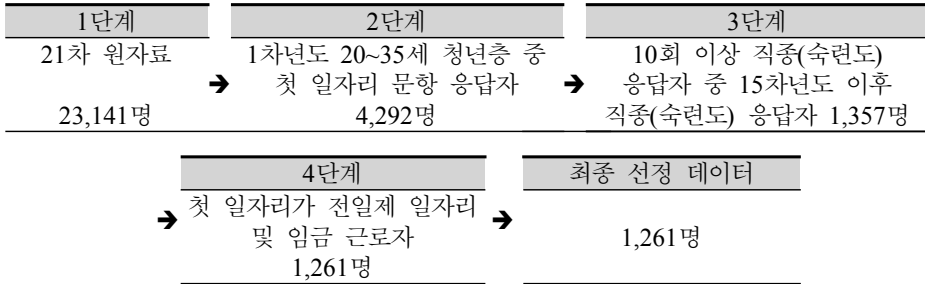 1단계
21차 원자료
23,141명
➔
2단계
1차년도 20~35세 청년층 중
첫 일자리 문항 응답자
4,292명
➔
3단계
10회 이상 직종(숙련도)
응답자 중 15차년도 이후
직종(숙련도) 응답자 1,357명
➔
4단계
첫 일자리가 전일제 일자리
및 임금 근로자
1,261명
➔
최종 선정 데이터
1,261명